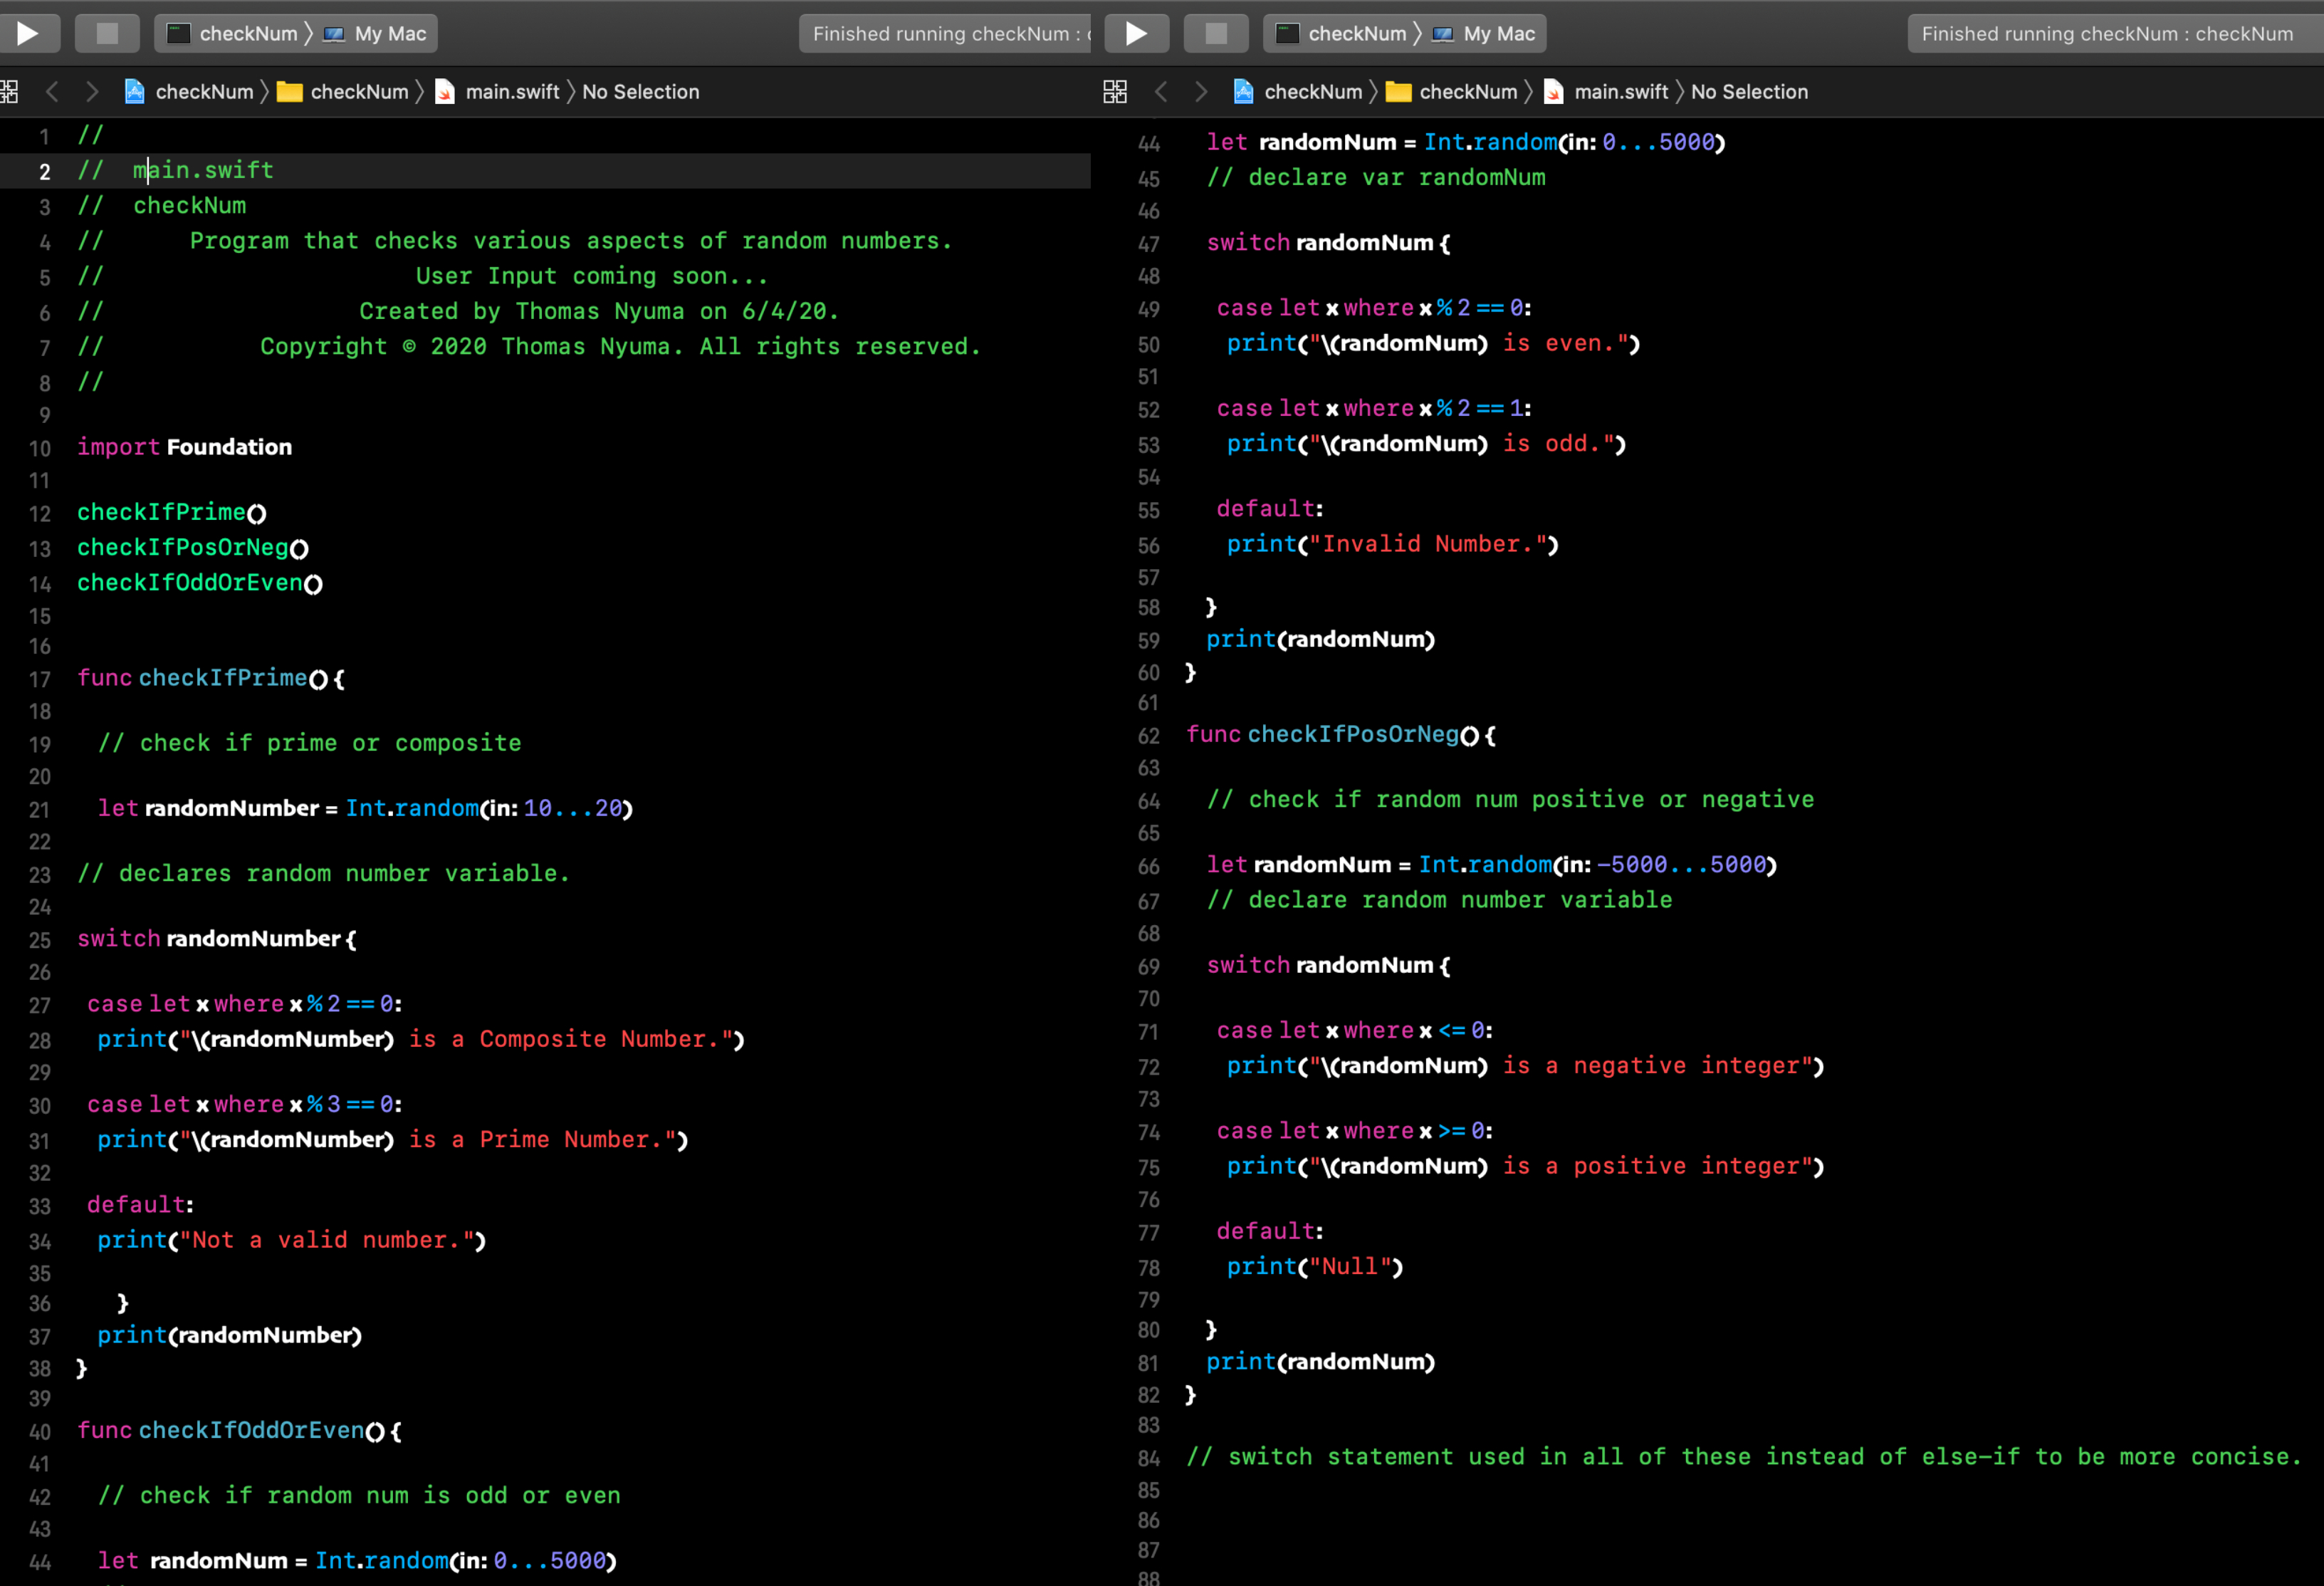 checkNum 〉 My Mac
Finished running checkNum :
checkNum 〉 checkNum 〉 main.swift 〉 No Selection
1 //
2 // main.swift
3 // checkNum
4 // Program that checks various aspects of random numbers.
5 // User Input coming soon...
6 // Created by Thomas Nyuma on 6/4/20.
7 // Copyright © 2020 Thomas Nyuma. All rights reserved.
8 //
9
10 import Foundation
11
12 checkIfPrime()
13 checkIfPosOrNeg()
14 checkIfOddOrEven()
15
16
17 func checkIfPrime() {
18
19 // check if prime or composite
20
21 let randomNumber = Int.random(in: 10...20)
22
23 // declares random number variable.
24
25 switch randomNumber {
26
27 case let x where x % 2 == 0:
28 print("\(randomNumber) is a Composite Number.")
29
30 case let x where x % 3 == 0:
31 print("\(randomNumber) is a Prime Number.")
32
33 default:
34 print("Not a valid number.")
35
36 }
37 print(randomNumber)
38 }
39
40 func checkIfOddOrEven() {
41
42 // check if random num is odd or even
43
44 let randomNum = Int.random(in: 0...5000)
checkNum 〉 My Mac
Finished running checkNum : checkNum
checkNum 〉 checkNum 〉 main.swift 〉 No Selection
44 let randomNum = Int.random(in: 0...5000)
45 // declare var randomNum
46
47 switch randomNum {
48
49 case let x where x % 2 == 0:
50 print("\(randomNum) is even.")
51
52 case let x where x % 2 == 1:
53 print("\(randomNum) is odd.")
54
55 default:
56 print("Invalid Number.")
57
58 }
59 print(randomNum)
60 }
61
62 func checkIfPosOrNeg() {
63
64 // check if random num positive or negative
65
66 let randomNum = Int.random(in: -5000...5000)
67 // declare random number variable
68
69 switch randomNum {
70
71 case let x where x <= 0:
72 print("\(randomNum) is a negative integer")
73
74 case let x where x >= 0:
75 print("\(randomNum) is a positive integer")
76
77 default:
78 print("Null")
79
80 }
81 print(randomNum)
82 }
83
84 // switch statement used in all of these instead of else-if to be more concise.
85
86
87
88